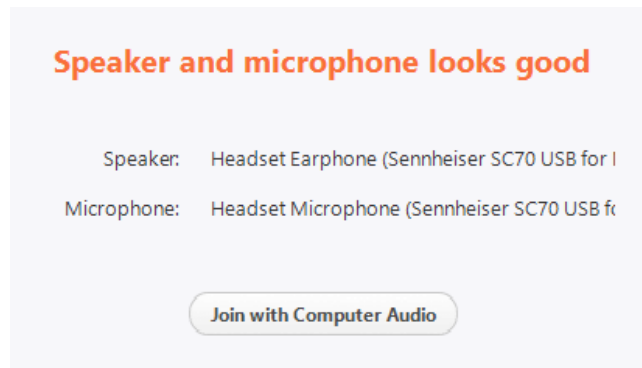 Speaker and microphone looks good
Speaker: Headset Earphone (Sennheiser SC70 USB for
Microphone: Headset Microphone (Sennheiser SC70 USB
Join with Computer Audio